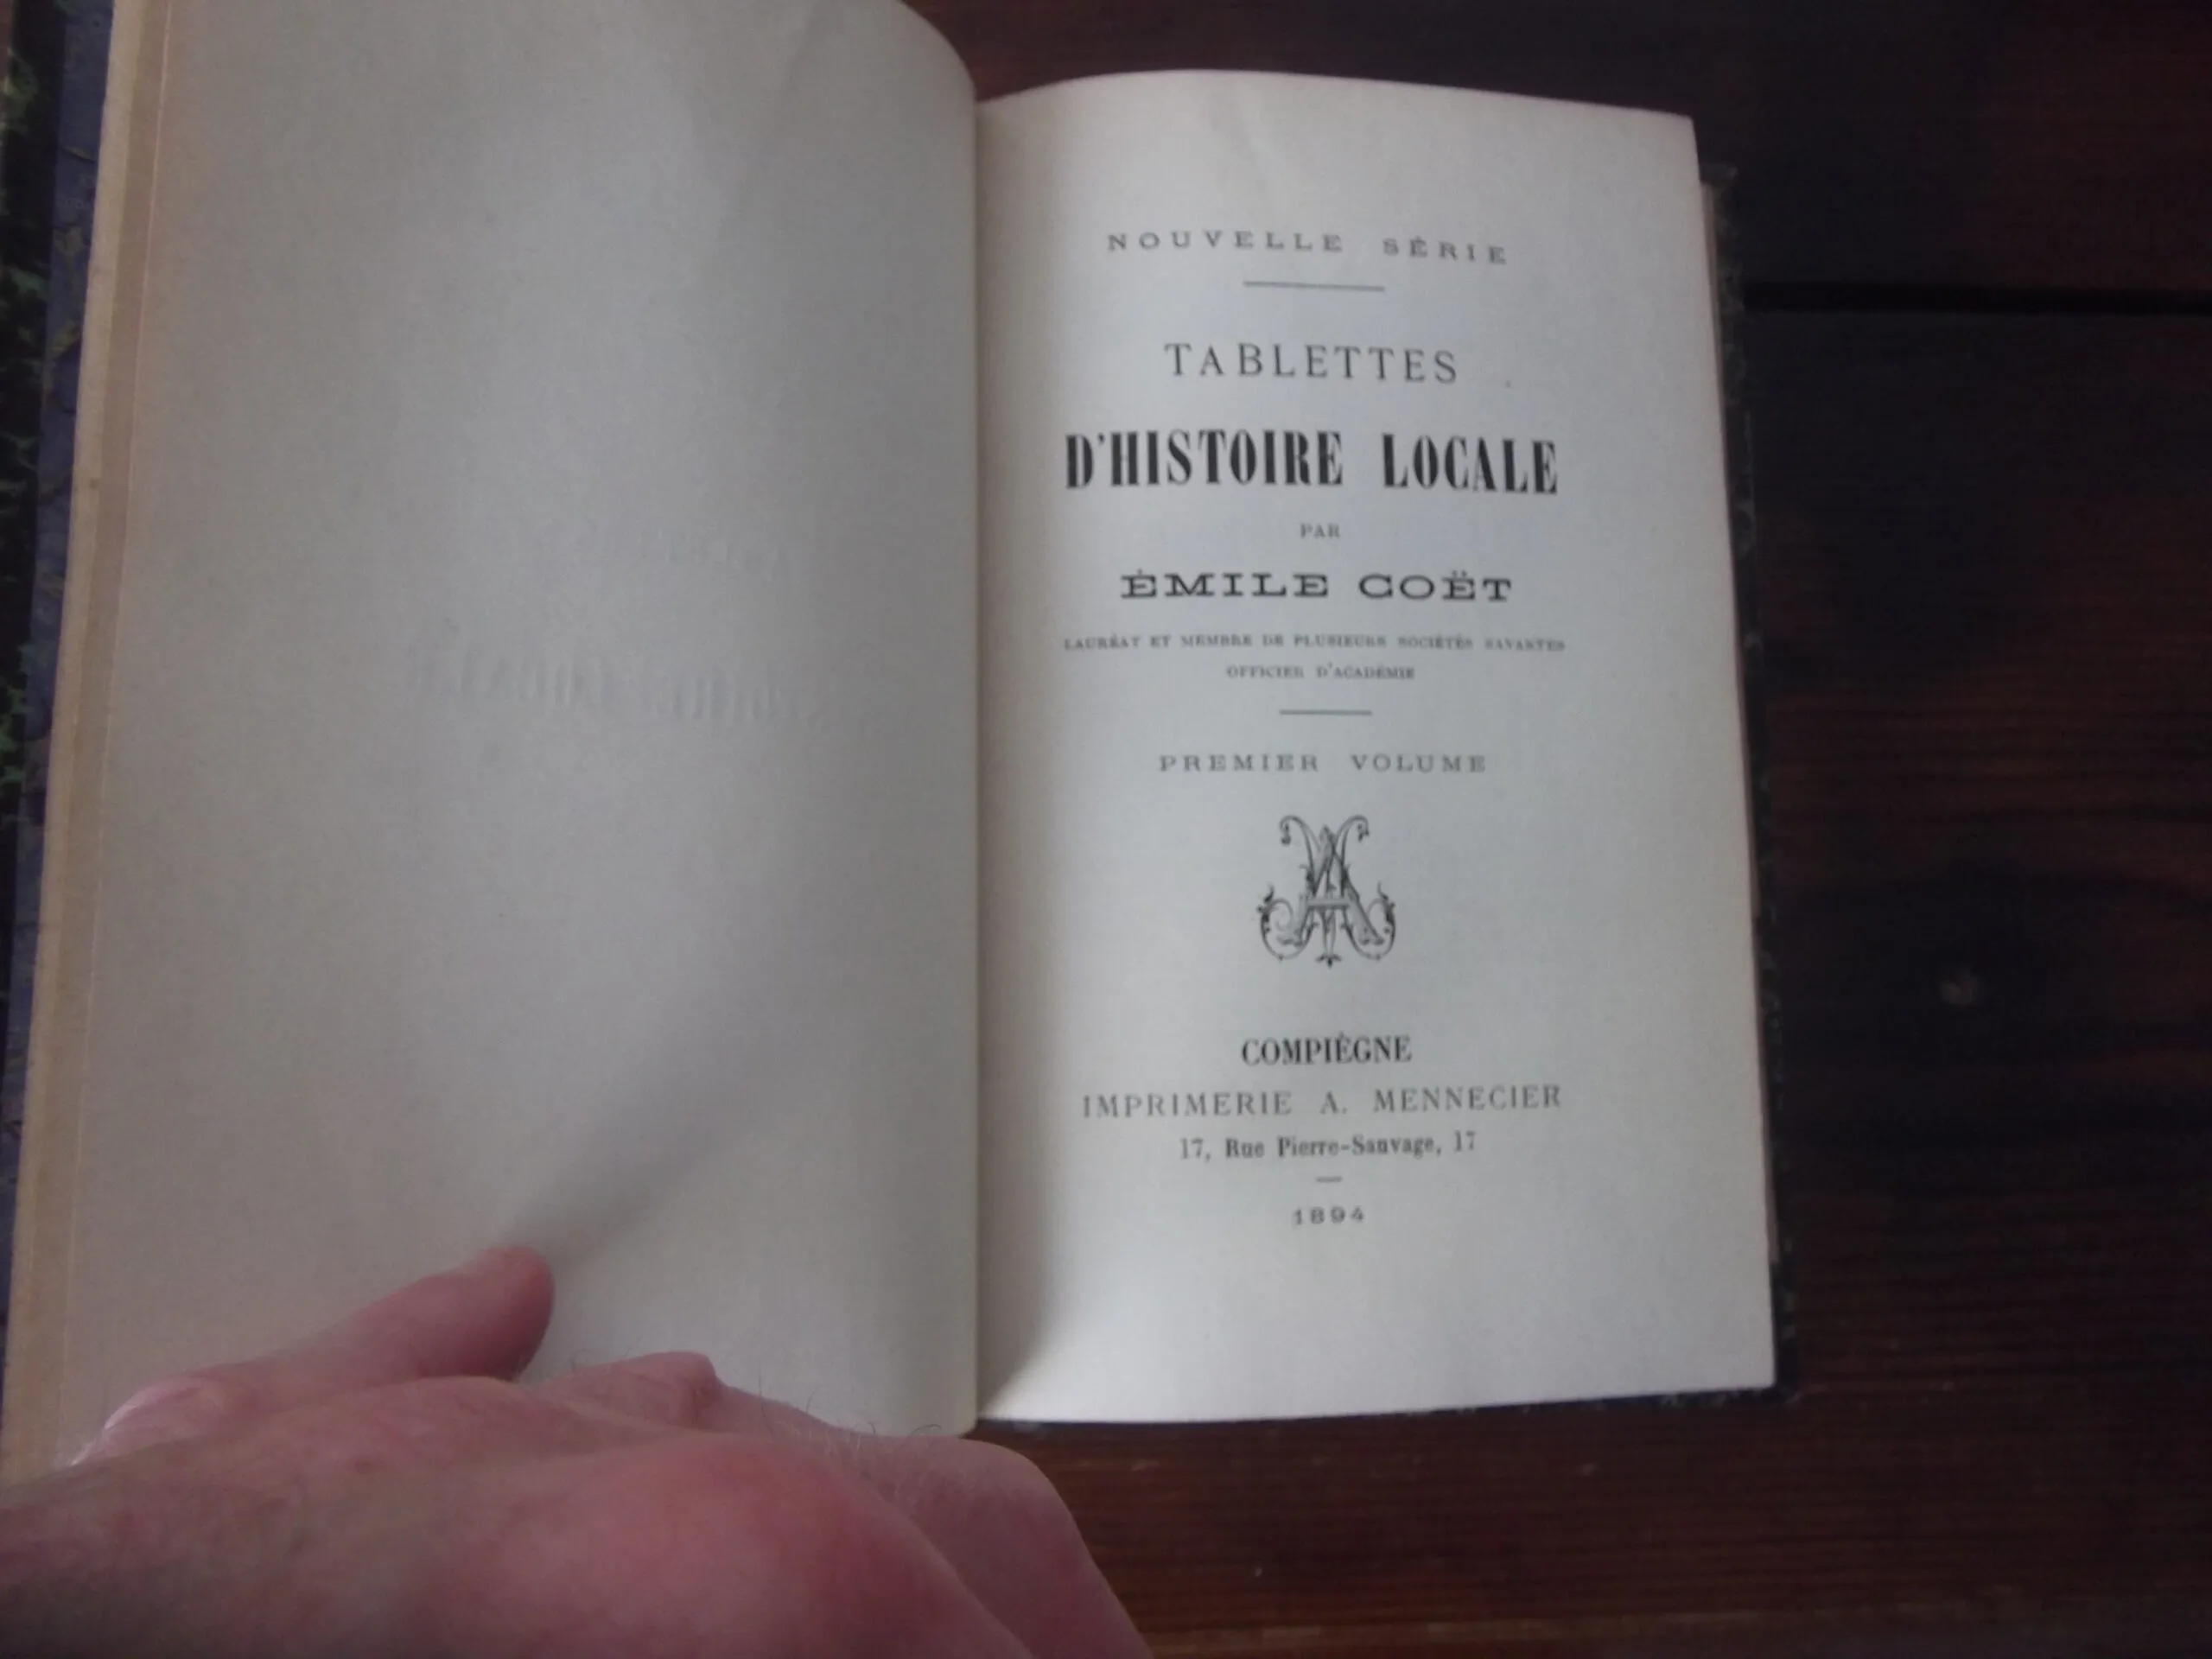 NOUVELLE SÉRIE
TABLETTES
D'HISTOIRE LOCALE
PAR
ÉMILE COËT
LAURÉAT ET MEMBRE DE PLUSIEURS SOCIÉTÉS SAVANTES
OFFICIER D'ACADÉMIE
PREMIER VOLUME
COMPIÈGNE
IMPRIMERIE A. MENNECIER
17, Rue Pierre-Sauvage, 17
1894